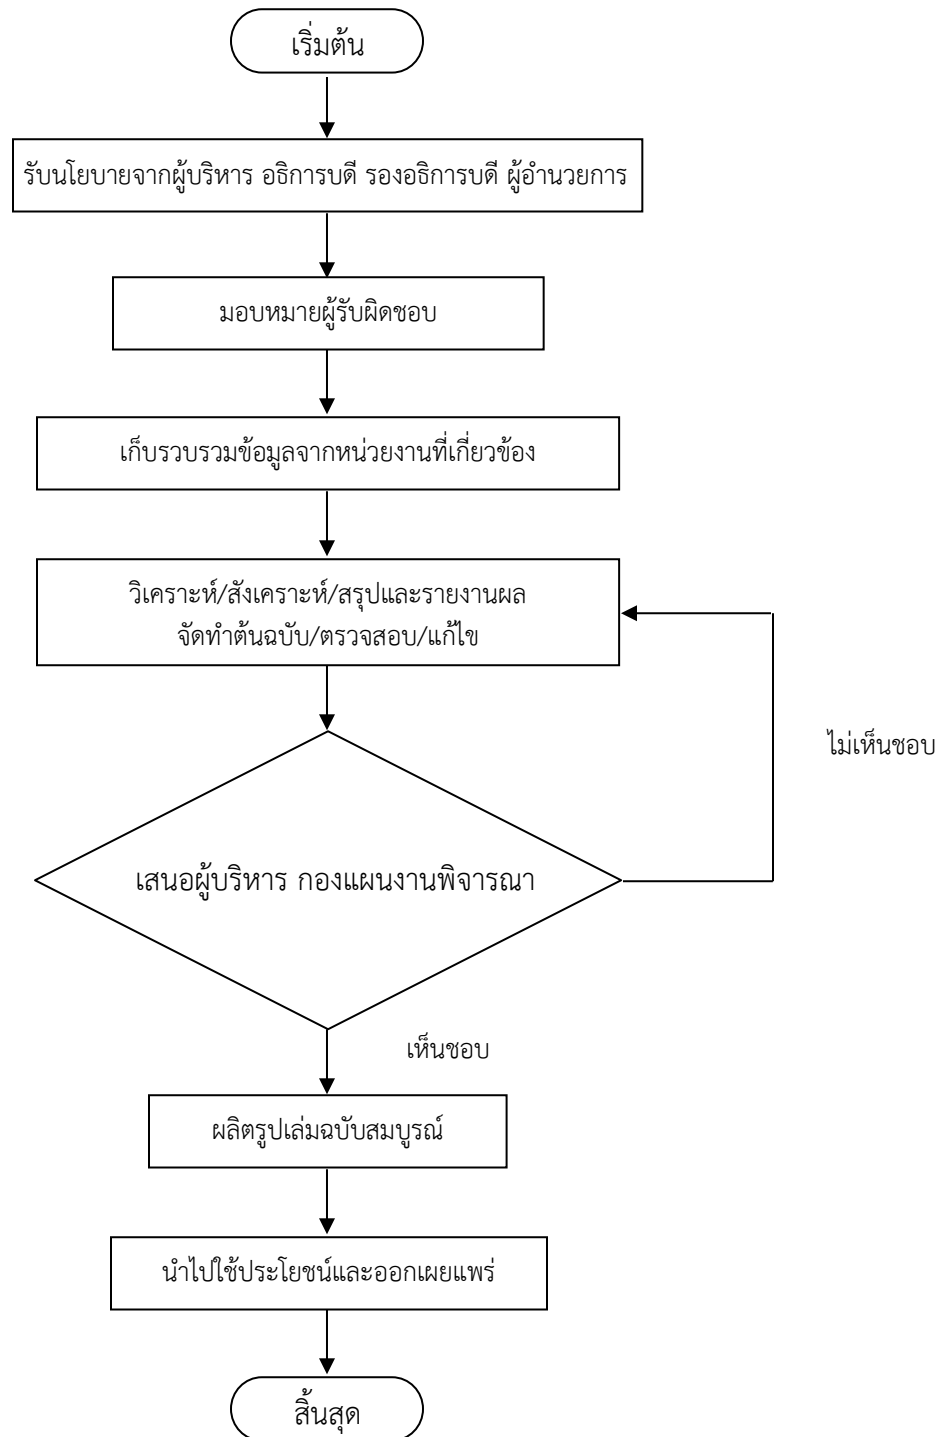 เริ่มต้น
รับนโยบายจากผู้บริหาร อธิการบดี รองอธิการบดี ผู้อำนวยการ
มอบหมายผู้รับผิดชอบ
เก็บรวบรวมข้อมูลจากหน่วยงานที่เกี่ยวข้อง
วิเคราะห์/สังเคราะห์/สรุปและรายงานผล
จัดทำต้นฉบับ/ตรวจสอบ/แก้ไข
ไม่เห็นชอบ
เสนอผู้บริหาร กองแผนงานพิจารณา
เห็นชอบ
ผลิตรูปเล่มฉบับสมบูรณ์
นำไปใช้ประโยชน์และออกเผยแพร่
สิ้นสุด